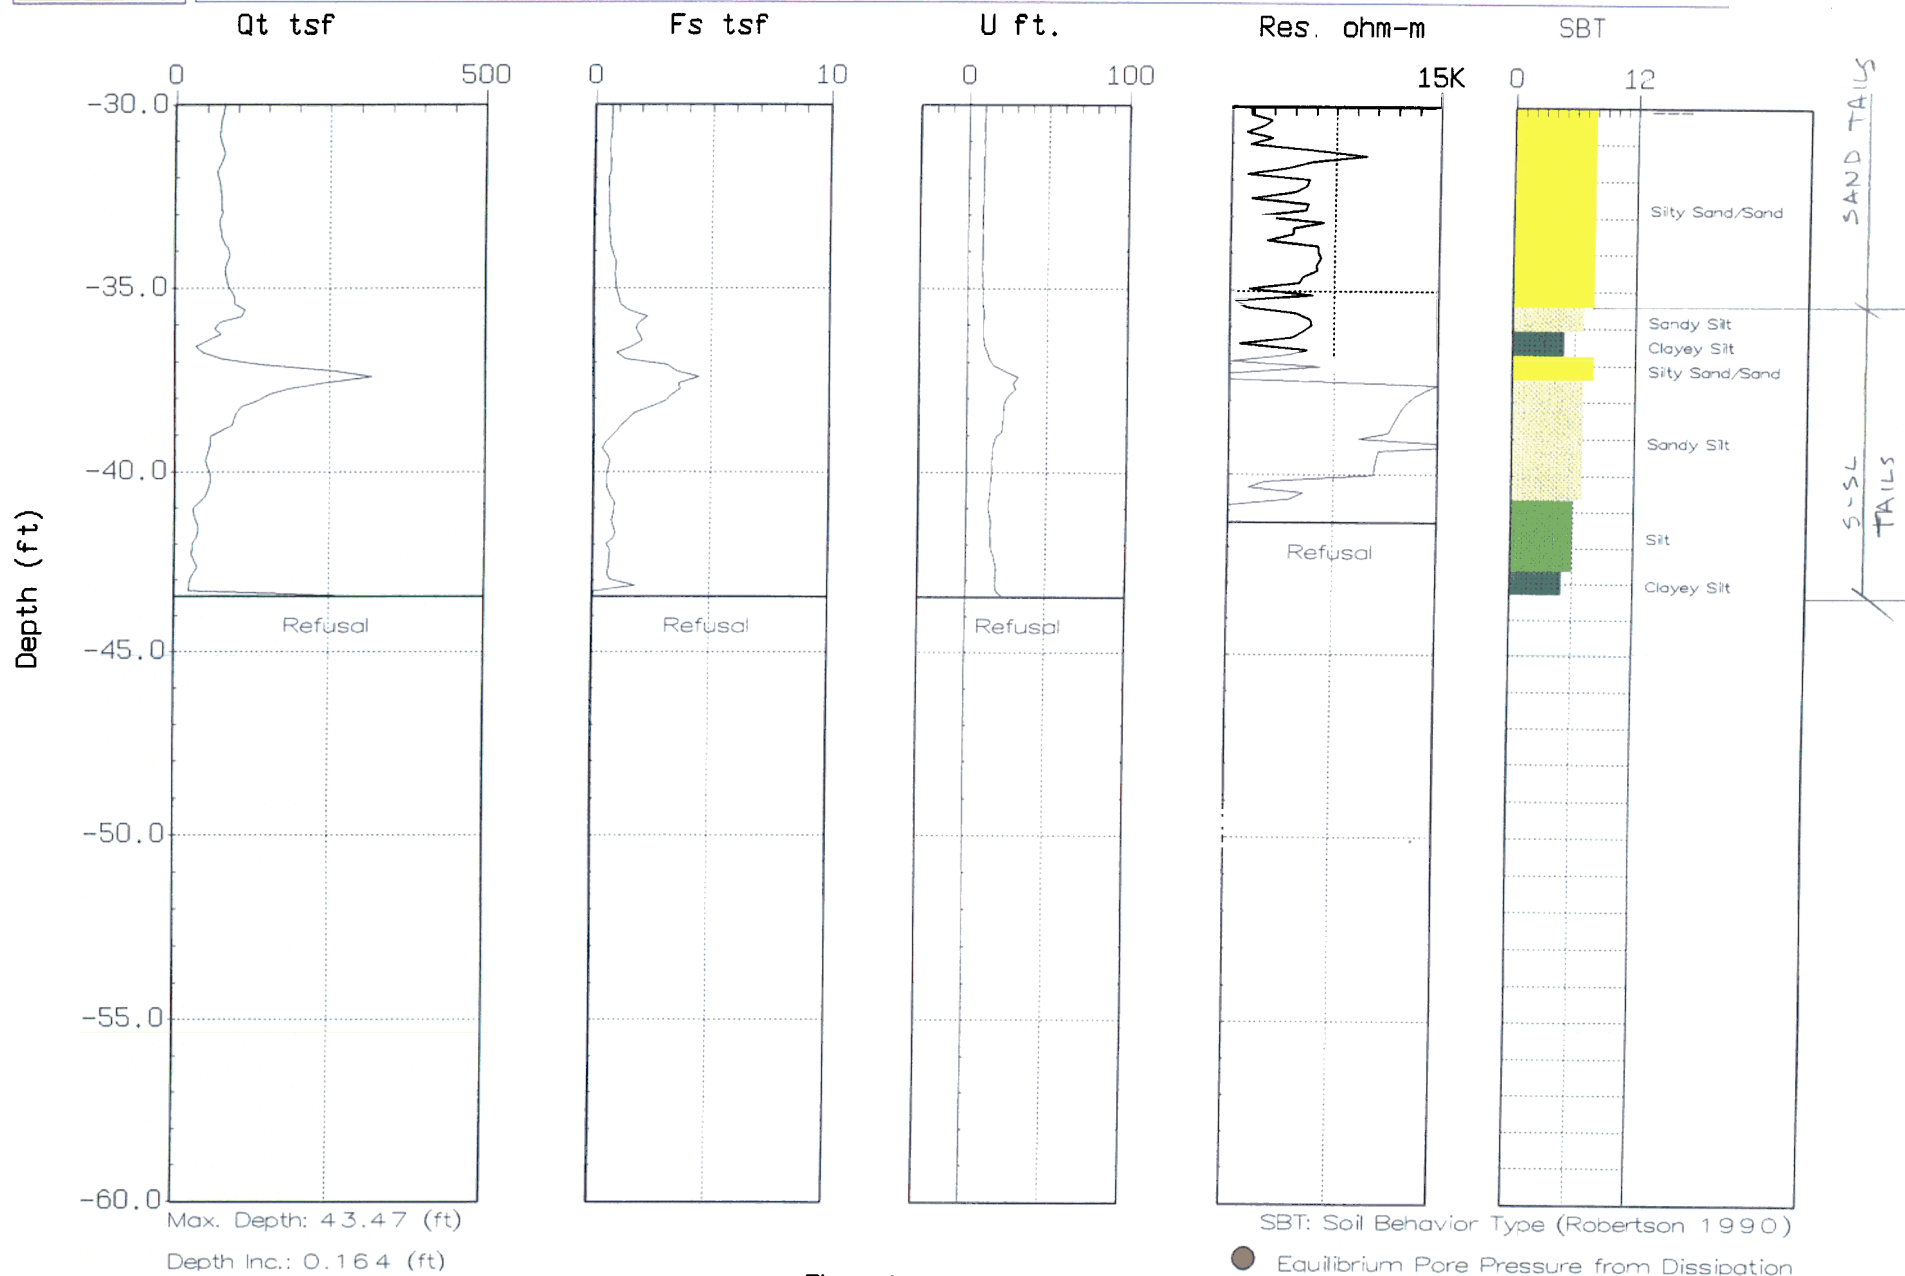 Qt tsf
Fs tsf
U ft.
Res. ohm-m
SBT
0 500
0 10
0 100
15K
0 12
-30.0
-35.0
-40.0
-45.0
-50.0
-55.0
-60.0
Depth (ft)
Silty Sand/Sand
Sandy Silt
Clayey Silt
Silty Sand/Sand
Sandy Silt
Silt
Clayey Silt
SAND TAILS
S-SL
TAILS
Refusal
Refusal
Refusal
Refusal
Max. Depth: 43.47 (ft)
Depth Inc.: 0.164 (ft)
SBT: Soil Behavior Type (Robertson 1990)
Equilibrium Pore Pressure from Dissipation